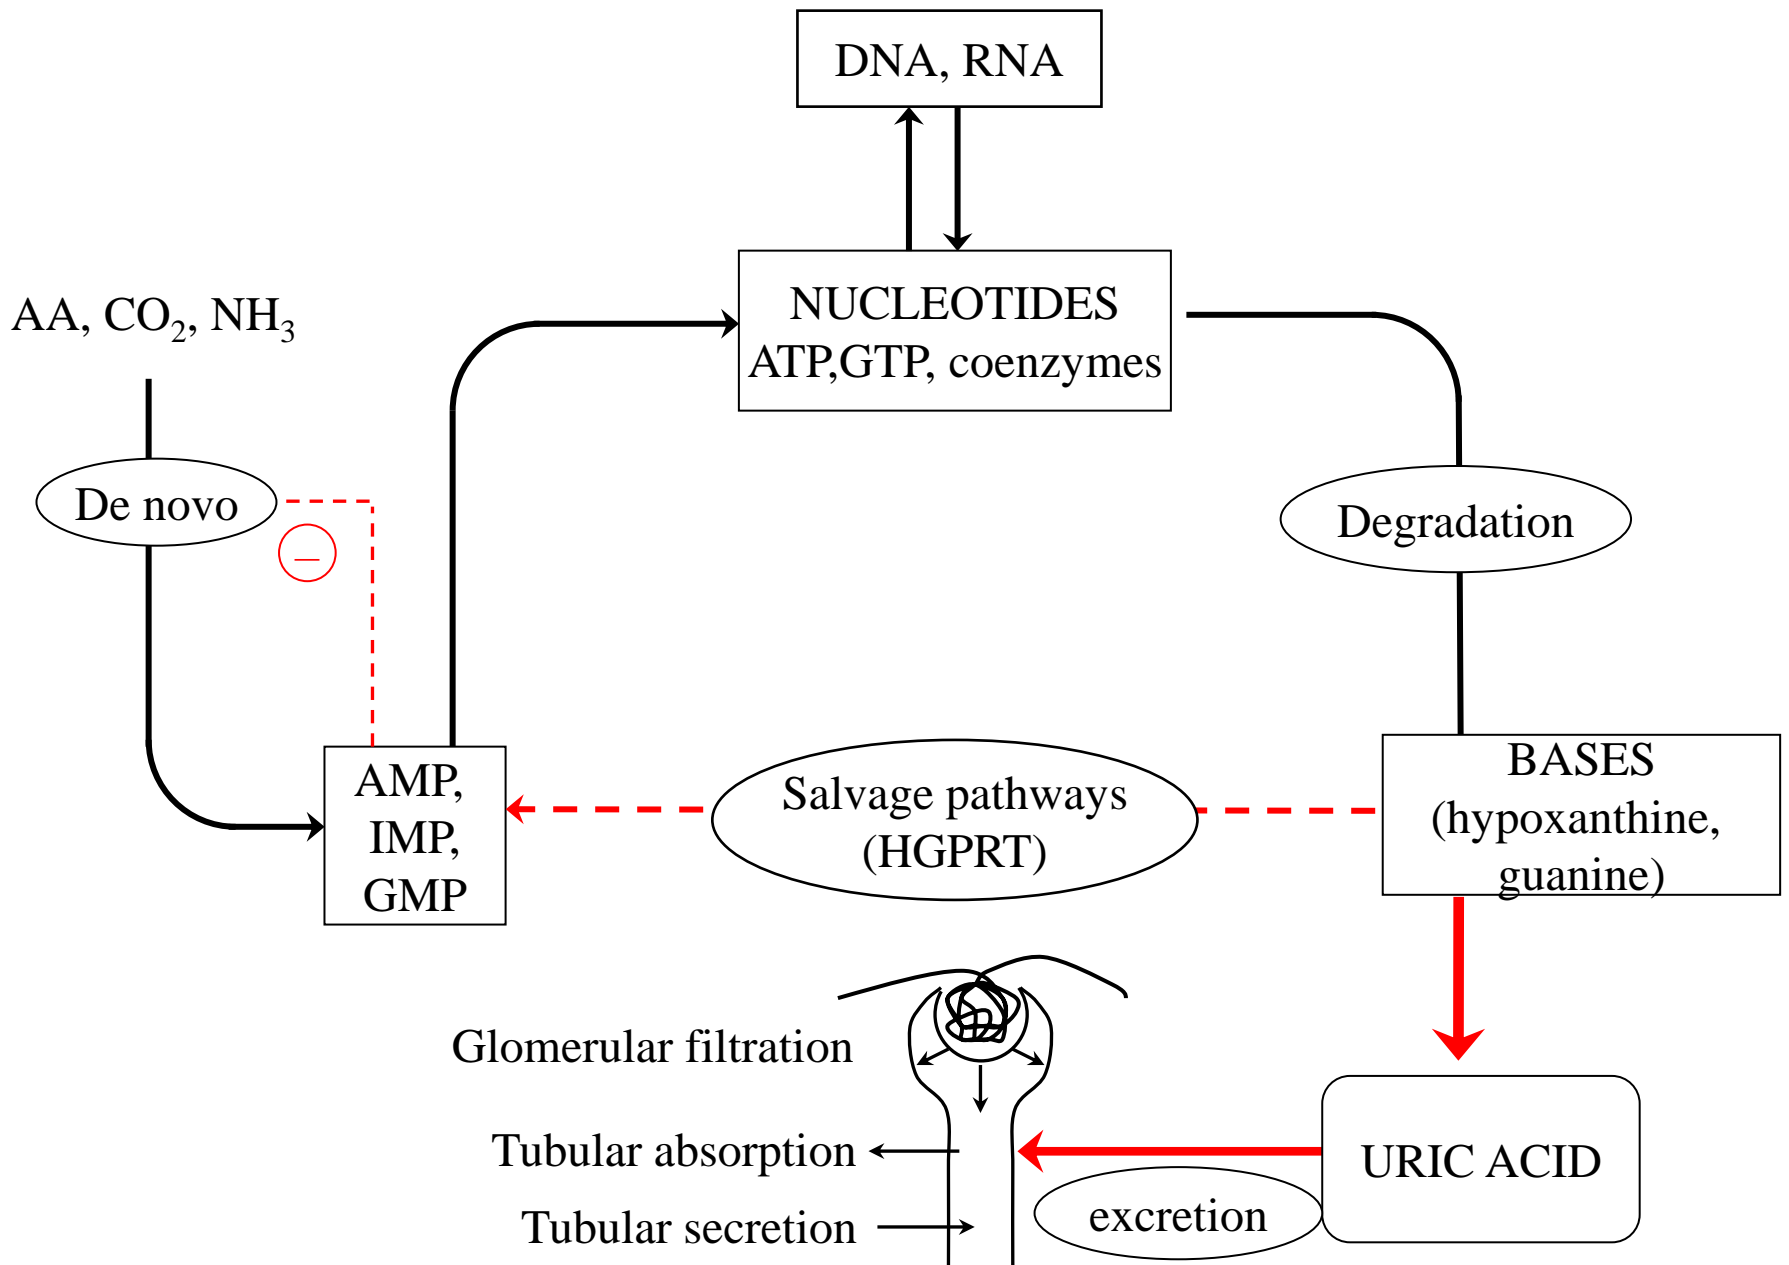 DNA, RNA
NUCLEOTIDES
ATP,GTP, coenzymes
AA, CO₂, NH₃
De novo
–
Degradation
AMP,
IMP,
GMP
Salvage pathways
(HGPRT)
BASES
(hypoxanthine,
guanine)
Glomerular filtration
Tubular absorption
Tubular secretion
excretion
URIC ACID